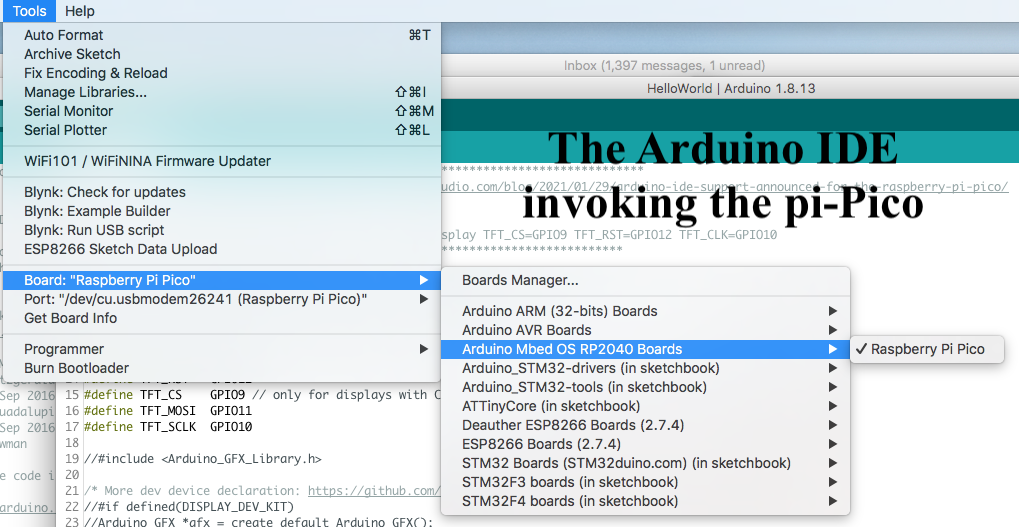 Tools Help
Auto Format ⌘T
Archive Sketch
Fix Encoding & Reload
Manage Libraries... ⇧⌘I
Serial Monitor ⇧⌘M
Serial Plotter ⇧⌘L
WiFi101 / WiFiNINA Firmware Updater
Blynk: Check for updates
Blynk: Example Builder
Blynk: Run USB script
ESP8266 Sketch Data Upload
Board: "Raspberry Pi Pico"
Port: "/dev/cu.usbmodem26241 (Raspberry Pi Pico)"
Get Board Info
Programmer
Burn Bootloader
Inbox (1,397 messages, 1 unread)
HelloWorld | Arduino 1.8.13
The Arduino IDE
invoking the pi-Pico
udio.com/blog/2021/01/29/arduino-ide-support-announced-for-the-raspberry-pi-pico/
splay TFT_CS=GPIO9 TFT_RST=GPIO12 TFT_CLK=GPIO10
Boards Manager...
Arduino ARM (32-bits) Boards
Arduino AVR Boards
Arduino Mbed OS RP2040 Boards
Arduino_STM32-drivers (in sketchbook)
Arduino_STM32-tools (in sketchbook)
ATTinyCore (in sketchbook)
Deauther ESP8266 Boards (2.7.4)
ESP8266 Boards (2.7.4)
STM32 Boards (STM32duino.com) (in sketchbook)
STM32F3 boards (in sketchbook)
STM32F4 boards (in sketchbook)
✓ Raspberry Pi Pico
15 #define TFT_CS GPIO9 // only for displays with C
16 #define TFT_MOSI GPIO11
17 #define TFT_SCLK GPIO10
18
19 //#include <Arduino_GFX_Library.h>
20
21 /* More dev device declaration: https://github.com/
22 //#if defined(DISPLAY_DEV_KIT)
23 //Arduino_GFX *gfx = create_default_Arduino_GFX();
Sep 2016
uadalupi
Sep 2016
wman
e code i
arduino.